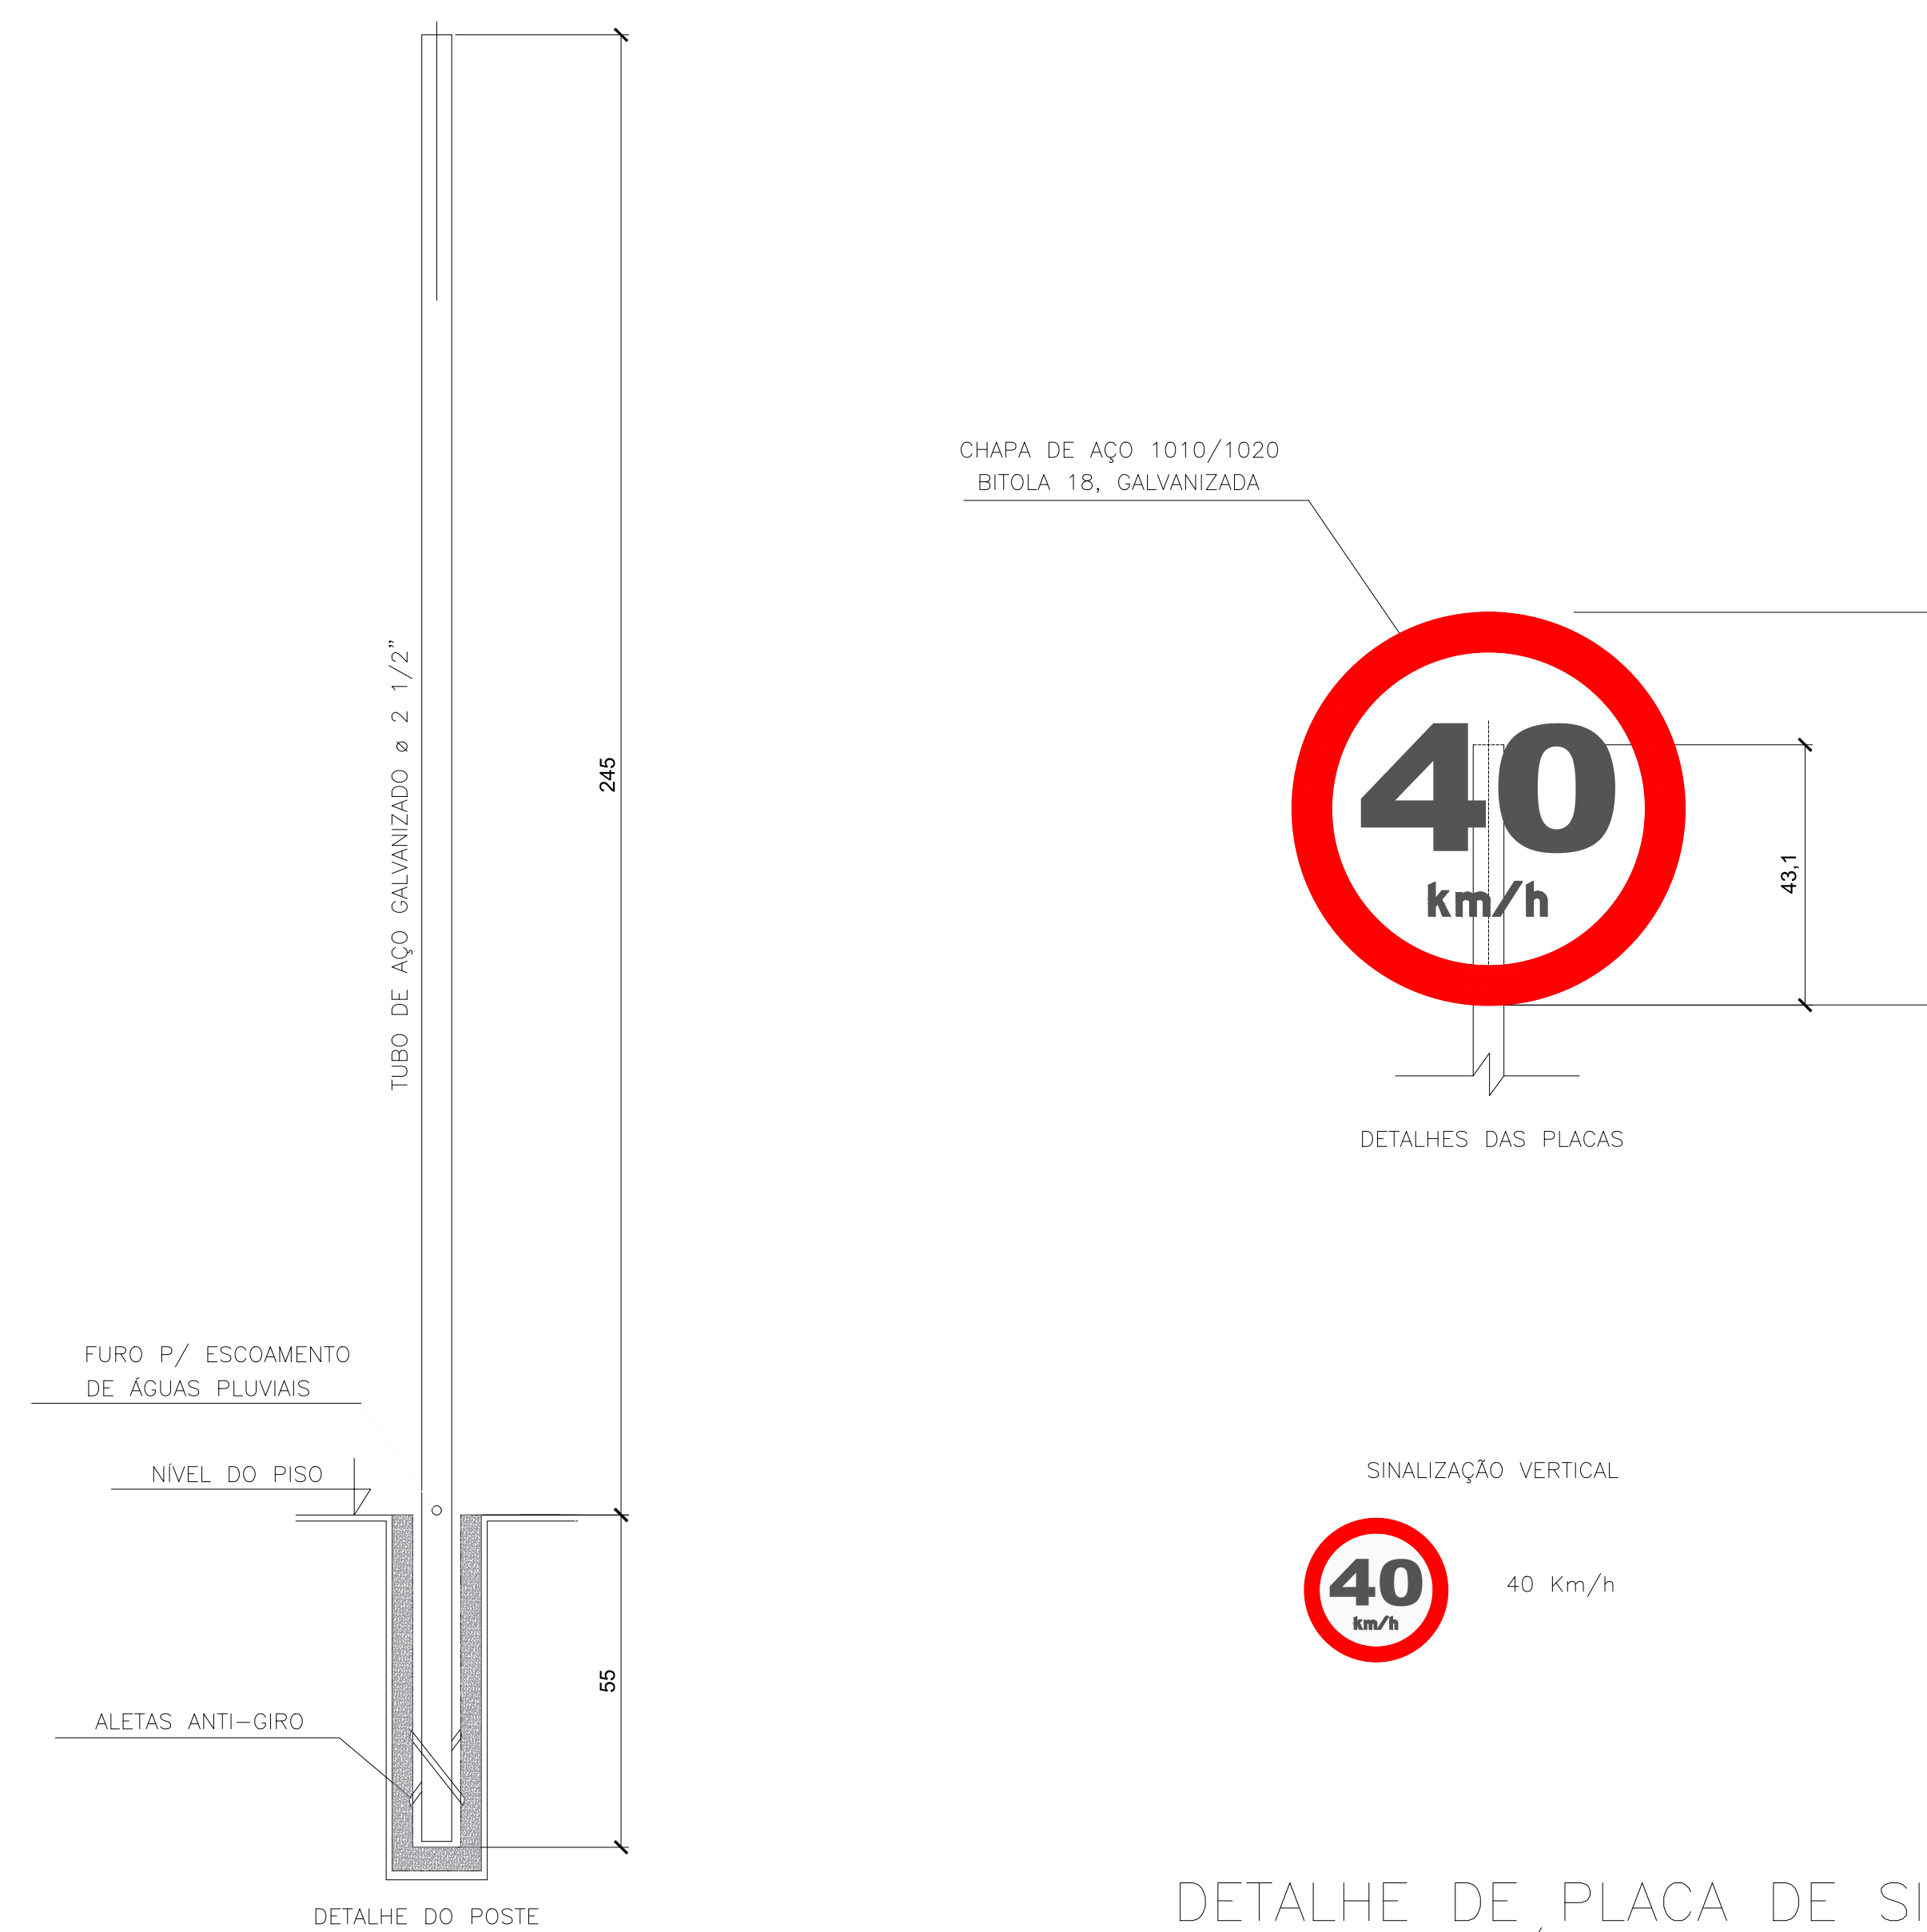 TUBO DE AÇO GALVANIZADO ø 2 1/2"
245
FURO P/ ESCOAMENTO
DE ÁGUAS PLUVIAIS
NÍVEL DO PISO
ALETAS ANTI-GIRO
55
DETALHE DO POSTE
CHAPA DE AÇO 1010/1020
BITOLA 18, GALVANIZADA
40
km/h
43,1
DETALHES DAS PLACAS
SINALIZAÇÃO VERTICAL
40
km/h
40 Km/h
DETALHE DE PLACA DE SI